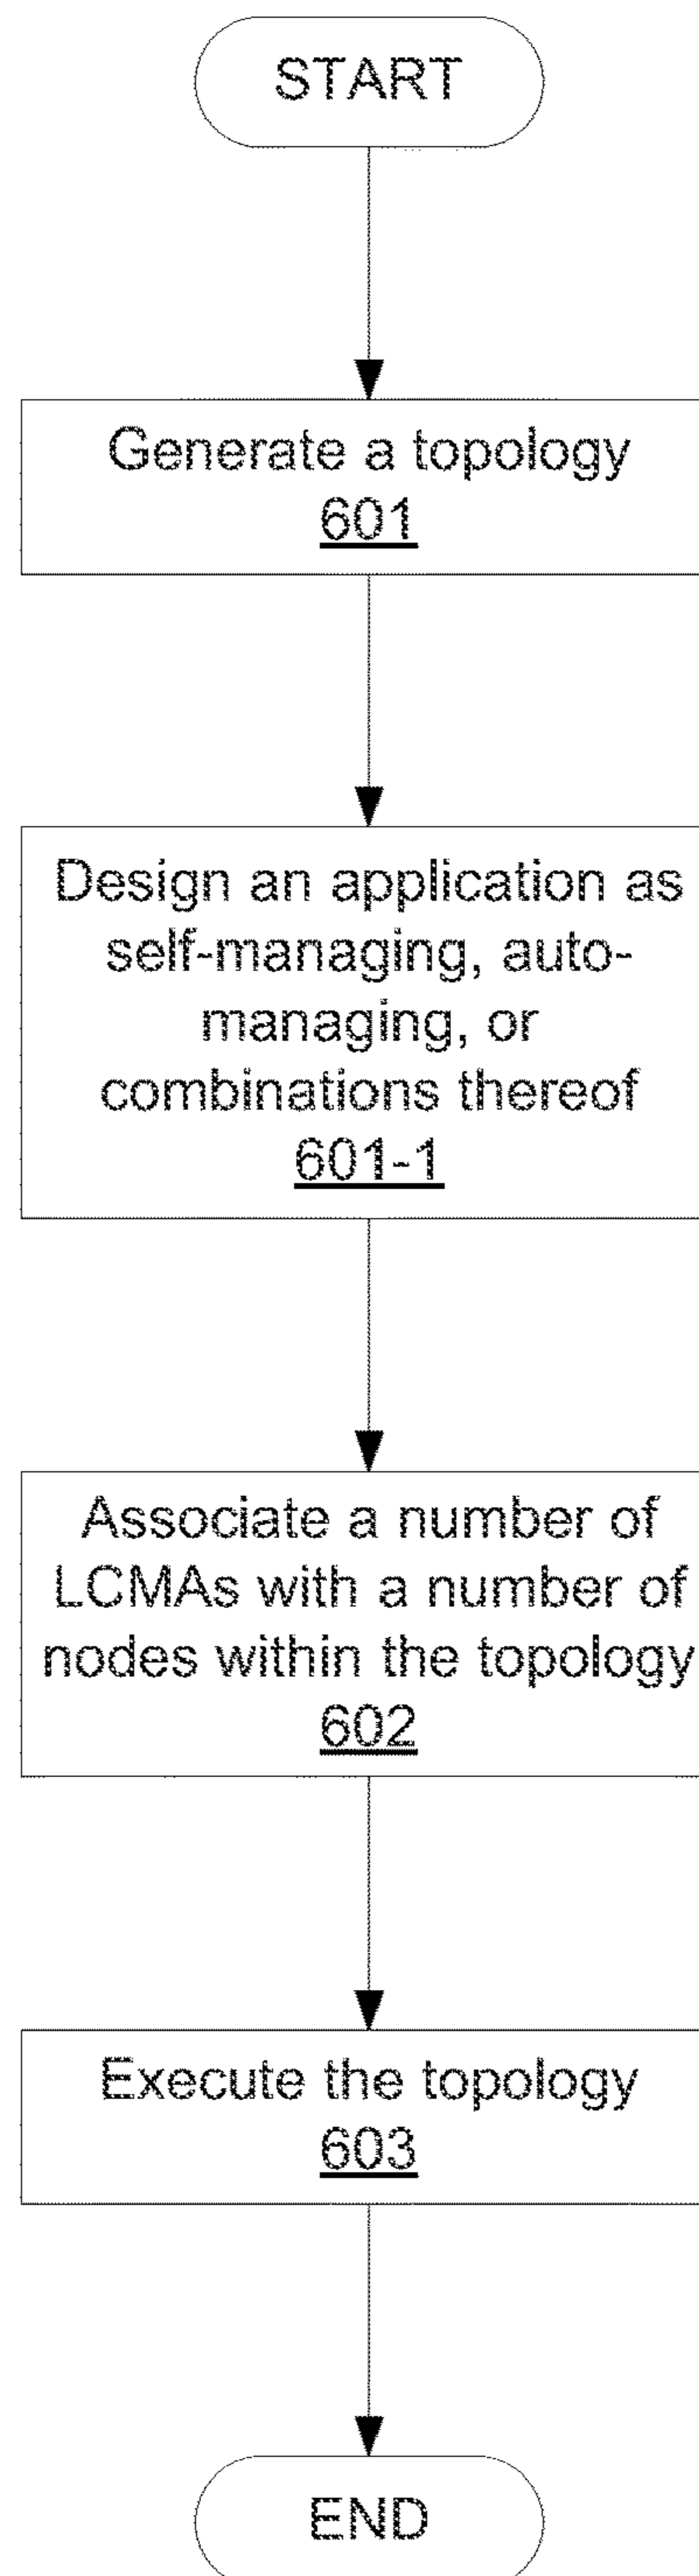 START
Generate a topology
601
Design an application as
self-managing, auto-
managing, or
combinations thereof
601-1
Associate a number of
LCMAs with a number of
nodes within the topology
602
Execute the topology
603
END